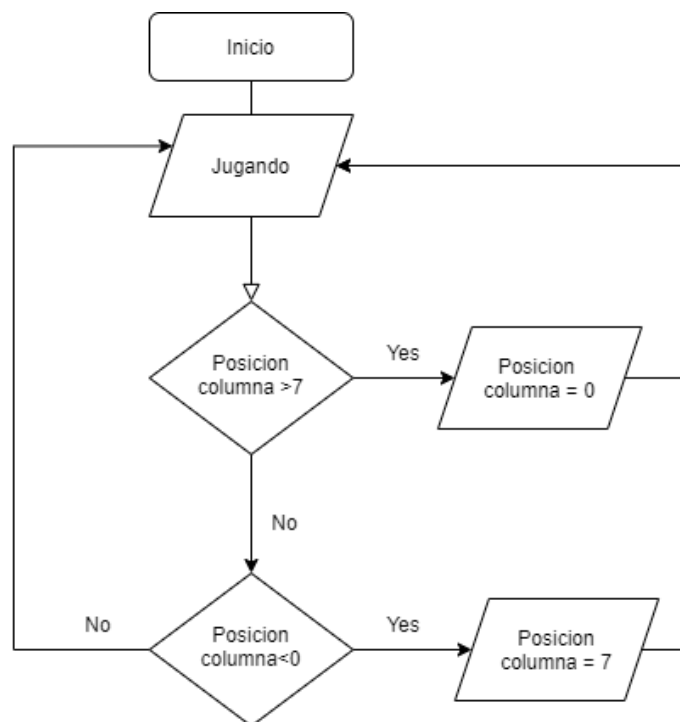 Inicio
Jugando
Posicion
columna >7
Yes
Posicion
columna = 0
No
Posicion
columna<0
No
Yes
Posicion
columna = 7